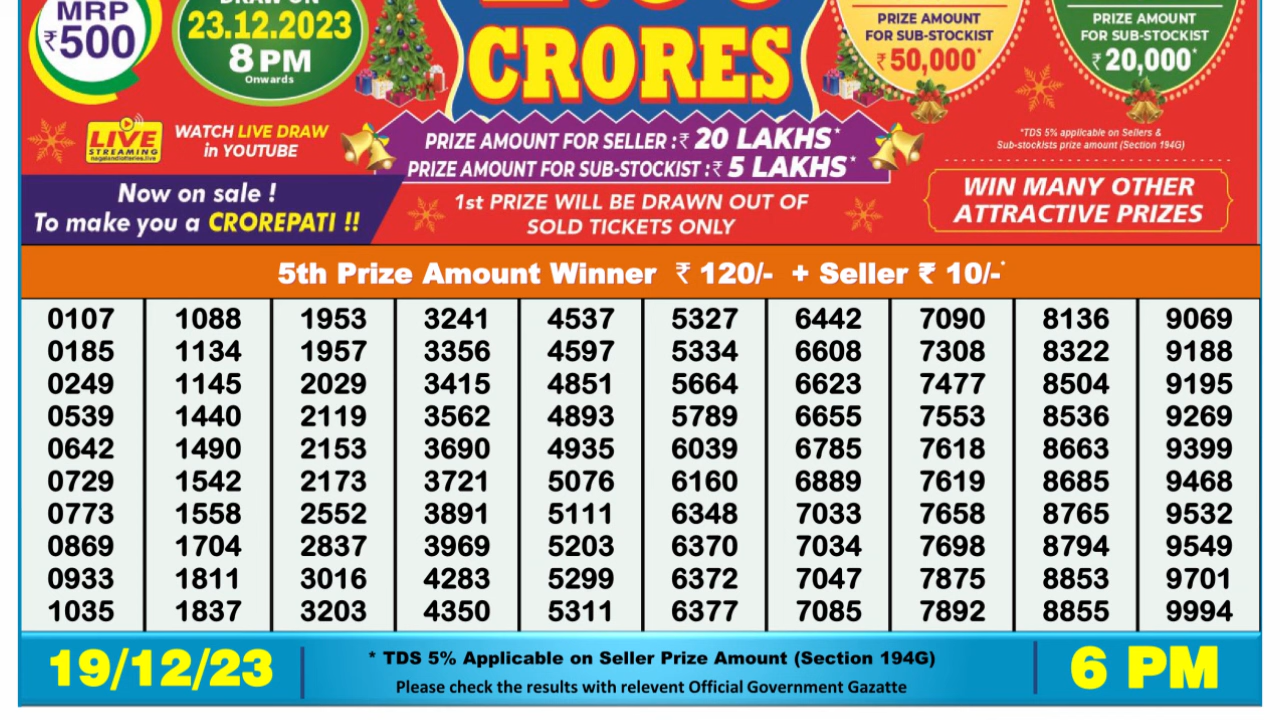 MRP
₹500
DRAW ON
23.12.2023
8 PM
Onwards
CRORES
PRIZE AMOUNT
FOR SUB-STOCKIST
₹ 50,000*
PRIZE AMOUNT
FOR SUB-STOCKIST
₹ 20,000*
LIVE
STREAMING
nagalandlotteries.live
WATCH LIVE DRAW
in YOUTUBE
PRIZE AMOUNT FOR SELLER :₹ 20 LAKHS*
PRIZE AMOUNT FOR SUB-STOCKIST :₹ 5 LAKHS*
*TDS 5% applicable on Sellers &
Sub-stockists prize amount (Section 194G)
Now on sale !
To make you a CROREPATI !!
1st PRIZE WILL BE DRAWN OUT OF
SOLD TICKETS ONLY
WIN MANY OTHER
ATTRACTIVE PRIZES
5th Prize Amount Winner ₹ 120/- + Seller ₹ 10/-*
0107 1088 1953 3241 4537 5327 6442 7090 8136 9069
0185 1134 1957 3356 4597 5334 6608 7308 8322 9188
0249 1145 2029 3415 4851 5664 6623 7477 8504 9195
0539 1440 2119 3562 4893 5789 6655 7553 8536 9269
0642 1490 2153 3690 4935 6039 6785 7618 8663 9399
0729 1542 2173 3721 5076 6160 6889 7619 8685 9468
0773 1558 2552 3891 5111 6348 7033 7658 8765 9532
0869 1704 2837 3969 5203 6370 7034 7698 8794 9549
0933 1811 3016 4283 5299 6372 7047 7875 8853 9701
1035 1837 3203 4350 5311 6377 7085 7892 8855 9994
19/12/23
* TDS 5% Applicable on Seller Prize Amount (Section 194G)
Please check the results with relevent Official Government Gazatte
6 PM